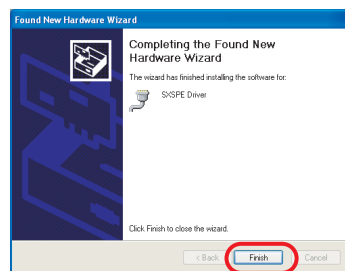 Found New Hardware Wizard
Completing the Found New
Hardware Wizard
The wizard has finished installing the software for:
SXSPE Driver
Click Finish to close the wizard.
< Back
Finish
Cancel